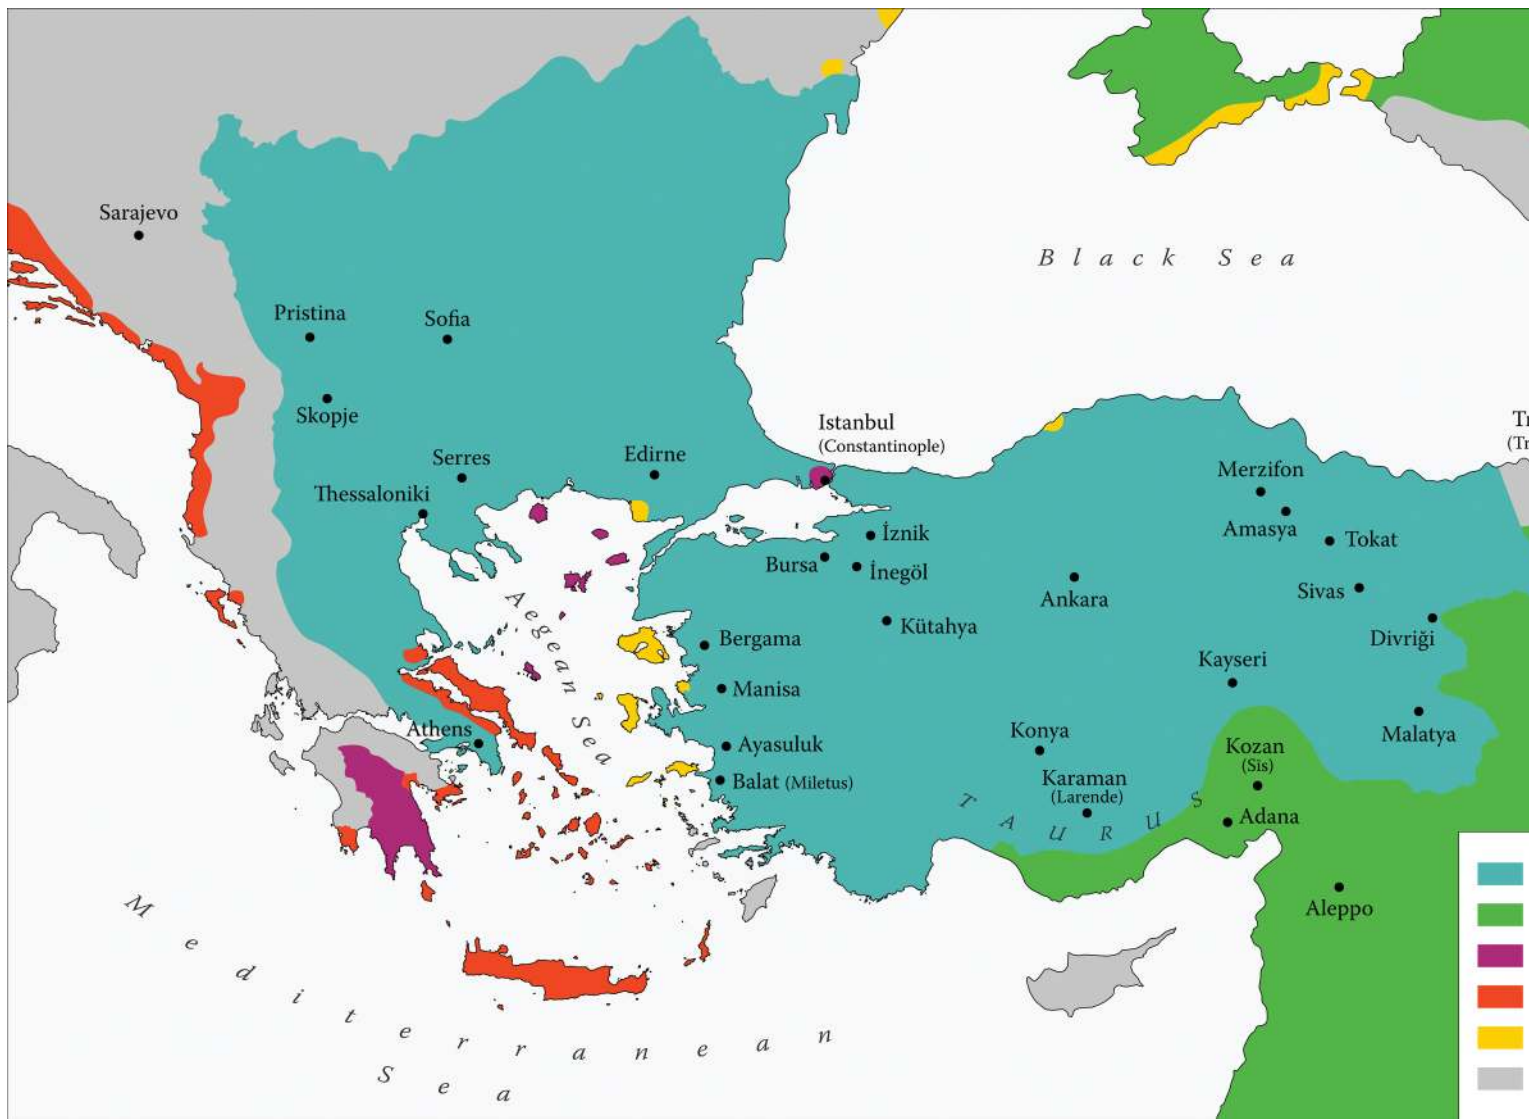 Sarajevo
Black Sea
Pristina
Sofia
Skopje
Istanbul
(Constantinople)
Tr
(Tr
Serres
Edirne
Merzifon
Thessaloniki
Amasya
İznik
Tokat
Bursa
İnegöl
Ankara
Sivas
Aegean Sea
Kütahya
Bergama
Divriği
Kayseri
Manisa
Athens
Ayasuluk
Konya
Malatya
Kozan
(Sis)
Balat (Miletus)
Karaman
(Larende)
TAURUS
Adana
Aleppo
Mediterranean
Sea